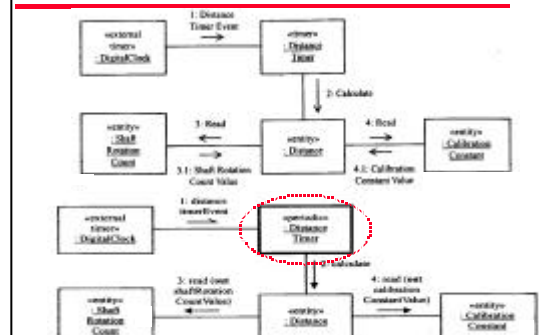 «external
timer»
: DigitalClock
1: Distance
Timer Event
«timer»
: Distance
Timer
2: Calculate
«entity»
: Shaft
Rotation
Count
3: Read
3.1: Shaft Rotation
Count Value
«entity»
: Distance
4: Read
4.1: Calibration
Constant Value
«entity»
: Calibration
Constant
«external
timer»
: DigitalClock
1: distance
timerEvent
«periodic»
: Distance
Timer
calculate
«entity»
: Shaft
Rotation
Count
3: read (out
shaftRotation
CountValue)
«entity»
: Distance
4: read (out
calibration
ConstantValue)
«entity»
: Calibration
Constant